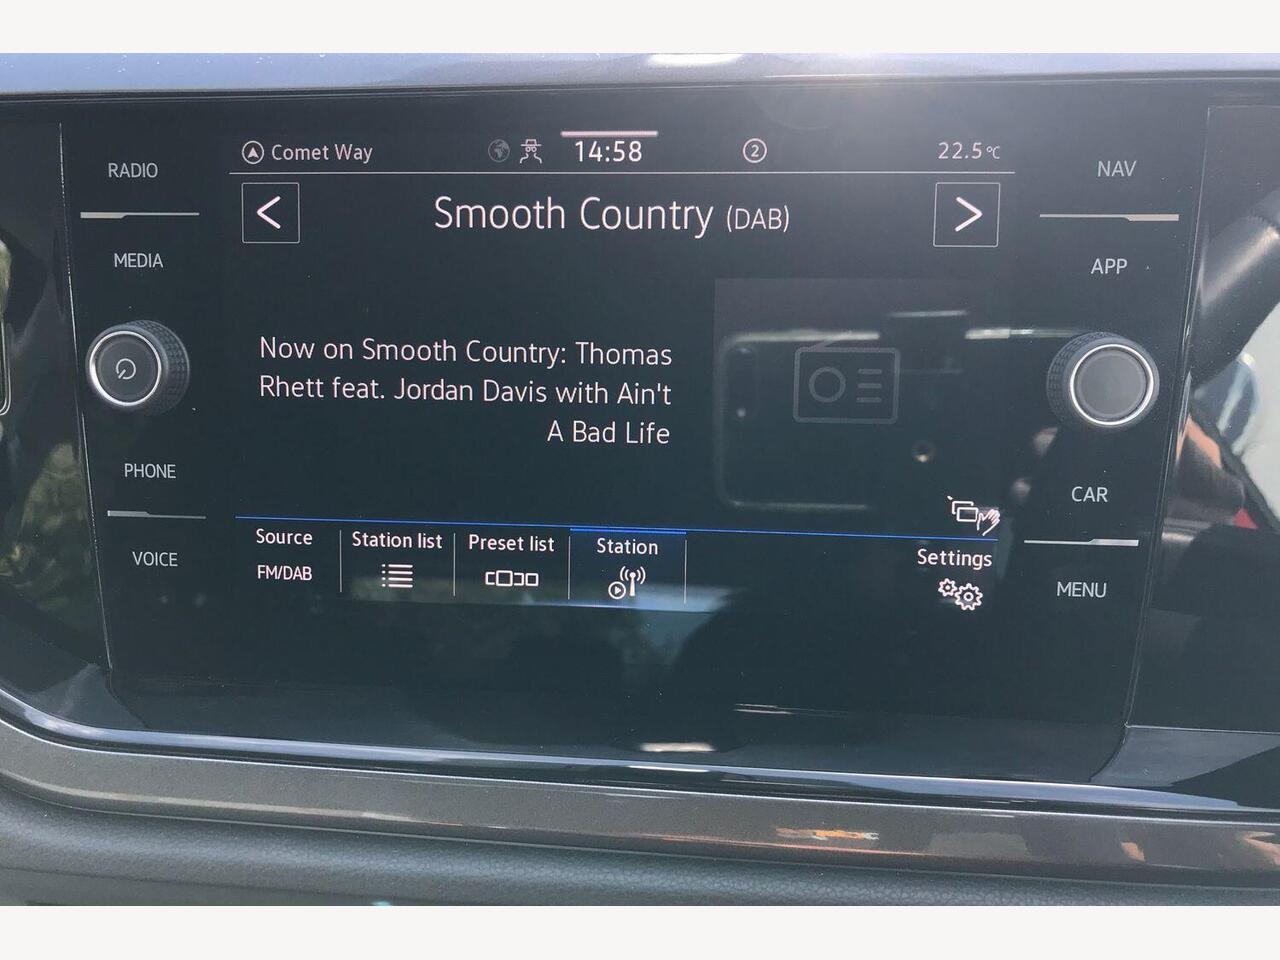 Comet Way
14:58
2
22.5°C
RADIO
MEDIA
PHONE
VOICE
< Smooth Country (DAB) >
Now on Smooth Country: Thomas
Rhett feat. Jordan Davis with Ain't
A Bad Life
Source
FM/DAB
Station list
Preset list
Station
Settings
NAV
APP
CAR
MENU